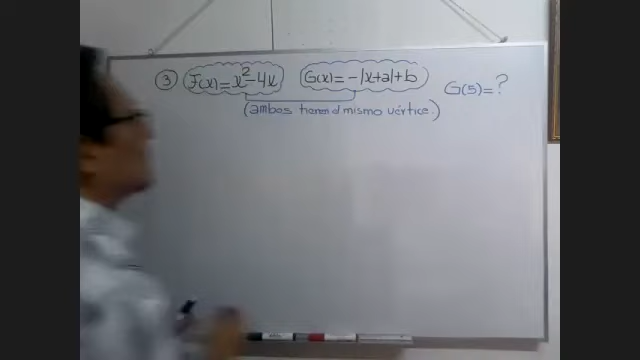 ③ F(x)=x²-4x G(x)=-|x+a|+b G(5)=?
(ambos tienen el mismo vértice.)